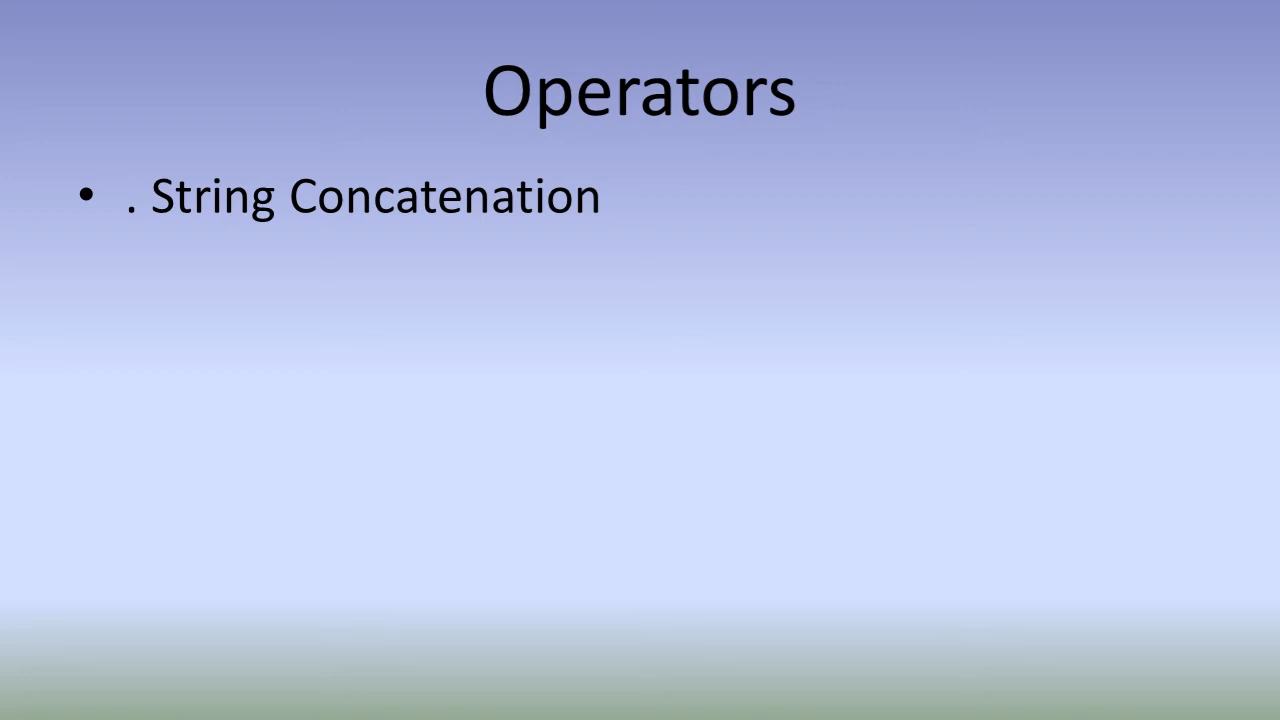 Operators
• . String Concatenation